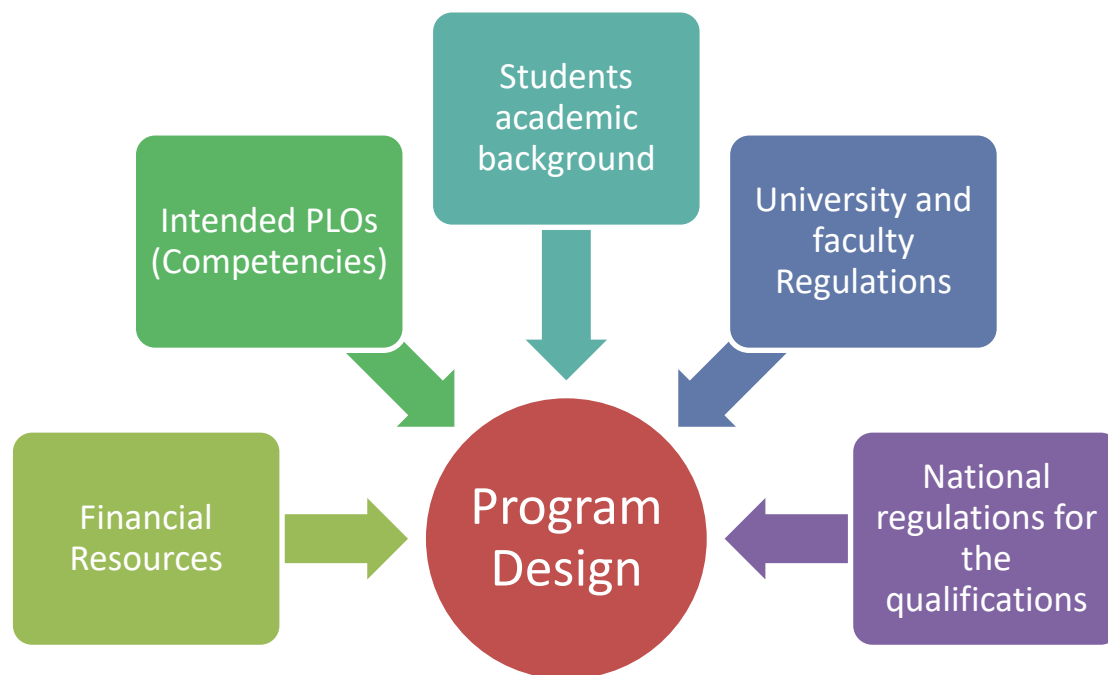 Students
academic
background
Intended PLOs
(Competencies)
University and
faculty
Regulations
Financial
Resources
Program
Design
National
regulations for
the
qualifications